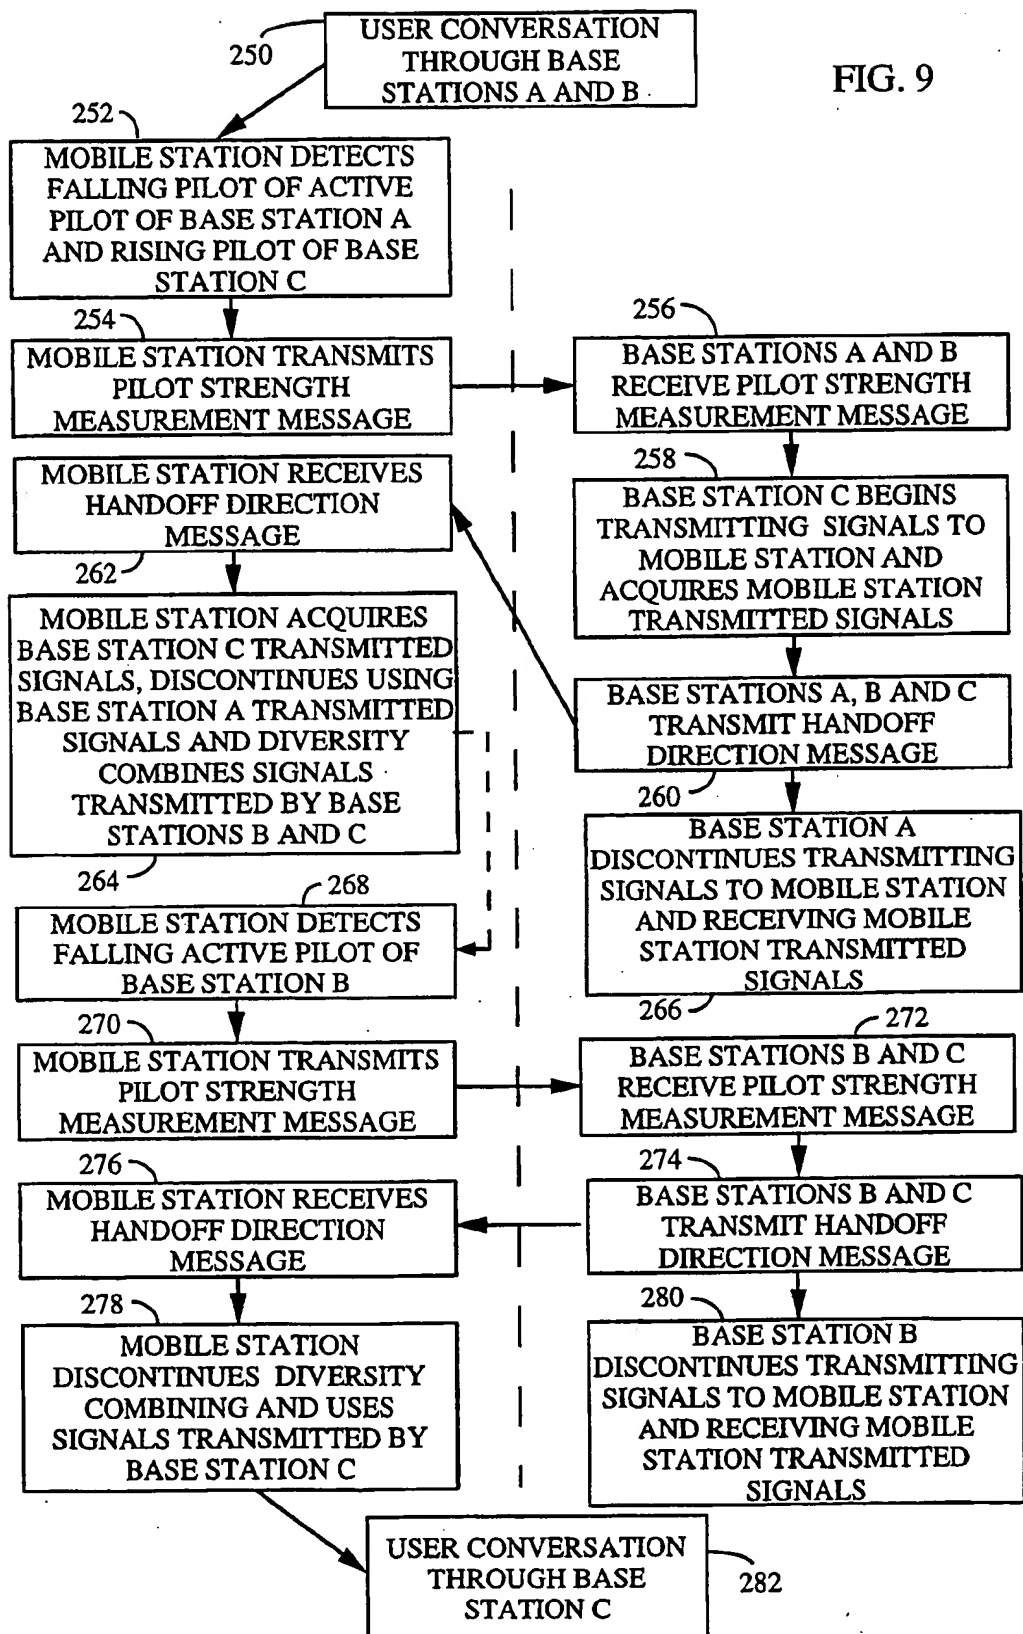 250
USER CONVERSATION
THROUGH BASE
STATIONS A AND B
FIG. 9
252
MOBILE STATION DETECTS
FALLING PILOT OF ACTIVE
PILOT OF BASE STATION A
AND RISING PILOT OF BASE
STATION C
254
MOBILE STATION TRANSMITS
PILOT STRENGTH
MEASUREMENT MESSAGE
256
BASE STATIONS A AND B
RECEIVE PILOT STRENGTH
MEASUREMENT MESSAGE
258
BASE STATION C BEGINS
TRANSMITTING SIGNALS TO
MOBILE STATION AND
ACQUIRES MOBILE STATION
TRANSMITTED SIGNALS
BASE STATIONS A, B AND C
TRANSMIT HANDOFF
DIRECTION MESSAGE
260
MOBILE STATION RECEIVES
HANDOFF DIRECTION
MESSAGE
262
MOBILE STATION ACQUIRES
BASE STATION C TRANSMITTED
SIGNALS, DISCONTINUES USING
BASE STATION A TRANSMITTED
SIGNALS AND DIVERSITY
COMBINES SIGNALS
TRANSMITTED BY BASE
STATIONS B AND C
264
BASE STATION A
DISCONTINUES TRANSMITTING
SIGNALS TO MOBILE STATION
AND RECEIVING MOBILE
STATION TRANSMITTED
SIGNALS
266
268
MOBILE STATION DETECTS
FALLING ACTIVE PILOT OF
BASE STATION B
270
MOBILE STATION TRANSMITS
PILOT STRENGTH
MEASUREMENT MESSAGE
272
BASE STATIONS B AND C
RECEIVE PILOT STRENGTH
MEASUREMENT MESSAGE
274
BASE STATIONS B AND C
TRANSMIT HANDOFF
DIRECTION MESSAGE
276
MOBILE STATION RECEIVES
HANDOFF DIRECTION
MESSAGE
278
MOBILE STATION
DISCONTINUES DIVERSITY
COMBINING AND USES
SIGNALS TRANSMITTED BY
BASE STATION C
280
BASE STATION B
DISCONTINUES TRANSMITTING
SIGNALS TO MOBILE STATION
AND RECEIVING MOBILE
STATION TRANSMITTED
SIGNALS
USER CONVERSATION
THROUGH BASE
STATION C
282